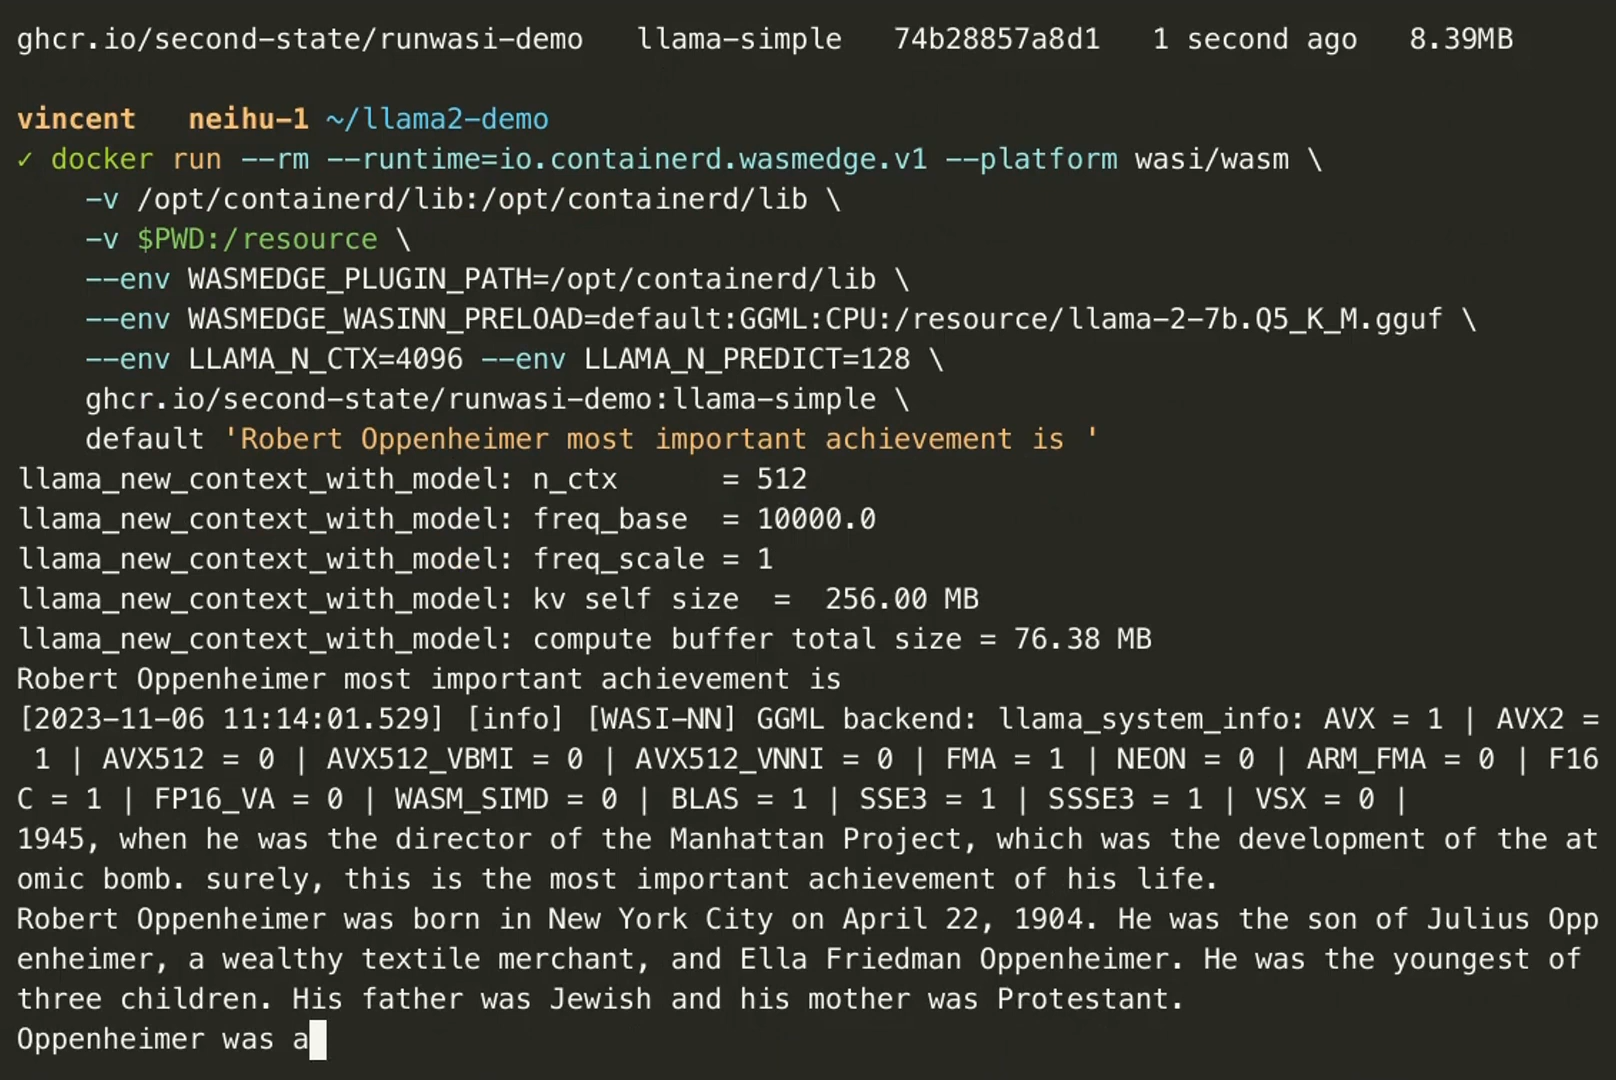 ghcr.io/second-state/runwasi-demo   llama-simple   74b28857a8d1   1 second ago   8.39MB
vincent   neihu-1 ~/llama2-demo
✓ docker run --rm --runtime=io.containerd.wasmedge.v1 --platform wasi/wasm \
    -v /opt/containerd/lib:/opt/containerd/lib \
    -v $PWD:/resource \
    --env WASMEDGE_PLUGIN_PATH=/opt/containerd/lib \
    --env WASMEDGE_WASINN_PRELOAD=default:GGML:CPU:/resource/llama-2-7b.Q5_K_M.gguf \
    --env LLAMA_N_CTX=4096 --env LLAMA_N_PREDICT=128 \
    ghcr.io/second-state/runwasi-demo:llama-simple \
    default 'Robert Oppenheimer most important achievement is '
llama_new_context_with_model: n_ctx      = 512
llama_new_context_with_model: freq_base  = 10000.0
llama_new_context_with_model: freq_scale = 1
llama_new_context_with_model: kv self size  =  256.00 MB
llama_new_context_with_model: compute buffer total size = 76.38 MB
Robert Oppenheimer most important achievement is
[2023-11-06 11:14:01.529] [info] [WASI-NN] GGML backend: llama_system_info: AVX = 1 | AVX2 =
 1 | AVX512 = 0 | AVX512_VBMI = 0 | AVX512_VNNI = 0 | FMA = 1 | NEON = 0 | ARM_FMA = 0 | F16
C = 1 | FP16_VA = 0 | WASM_SIMD = 0 | BLAS = 1 | SSE3 = 1 | SSSE3 = 1 | VSX = 0 |
1945, when he was the director of the Manhattan Project, which was the development of the at
omic bomb. surely, this is the most important achievement of his life.
Robert Oppenheimer was born in New York City on April 22, 1904. He was the son of Julius Opp
enheimer, a wealthy textile merchant, and Ella Friedman Oppenheimer. He was the youngest of
three children. His father was Jewish and his mother was Protestant.
Oppenheimer was a